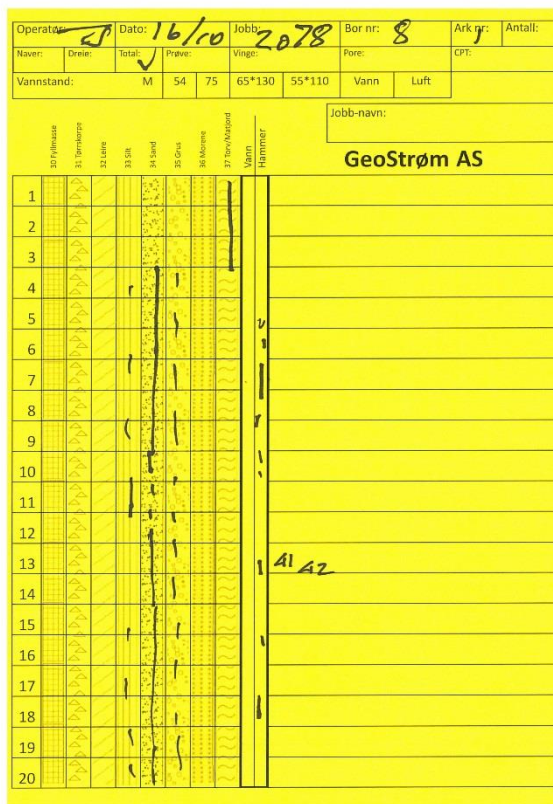 Operatør: Dato: 16/10 Jobb: 2078 Bor nr: 8 Ark nr: 1 Antall:
Naver: Dreie: Total: Prøve: Vinge: Pore: CPT:
Vannstand: M 54 75 65*130 55*110 Vann Luft
Jobb-navn:
30 Fyllmasse 31 Tørrskorpe 32 Leire 33 Silt 34 Sand 35 Grus 36 Morene 37 Torv/Matjord Vann Hammer
GeoStrøm AS
1
2
3
4
5
6
7
8
9
10
11
12
13 41 42
14
15
16
17
18
19
20